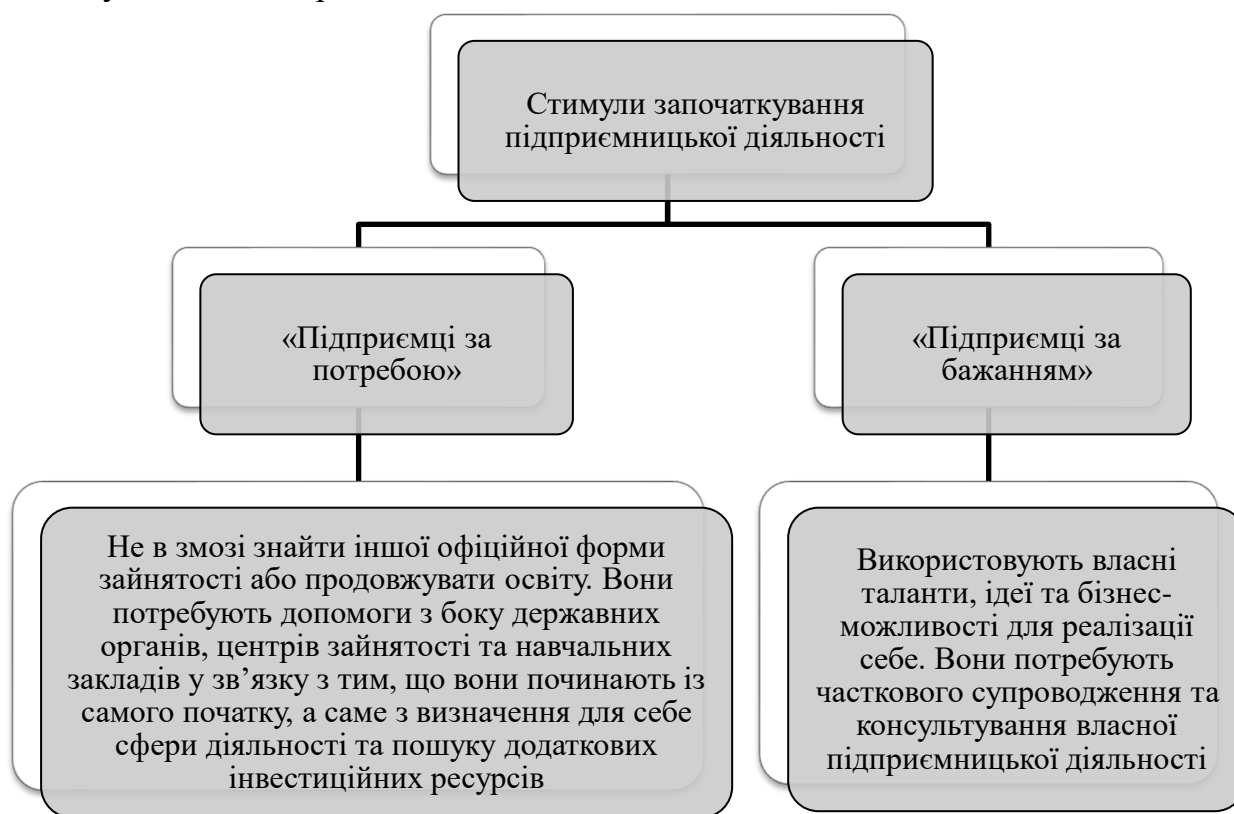 Стимули започаткування
підприємницької діяльності
«Підприємці за
потребою»
«Підприємці за
бажанням»
Не в змозі знайти іншої офіційної форми
зайнятості або продовжувати освіту. Вони
потребують допомоги з боку державних
органів, центрів зайнятості та навчальних
закладів у зв’язку з тим, що вони починають із
самого початку, а саме з визначення для себе
сфери діяльності та пошуку додаткових
інвестиційних ресурсів
Використовують власні
таланти, ідеї та бізнес-
можливості для реалізації
себе. Вони потребують
часткового супроводження та
консультування власної
підприємницької діяльності